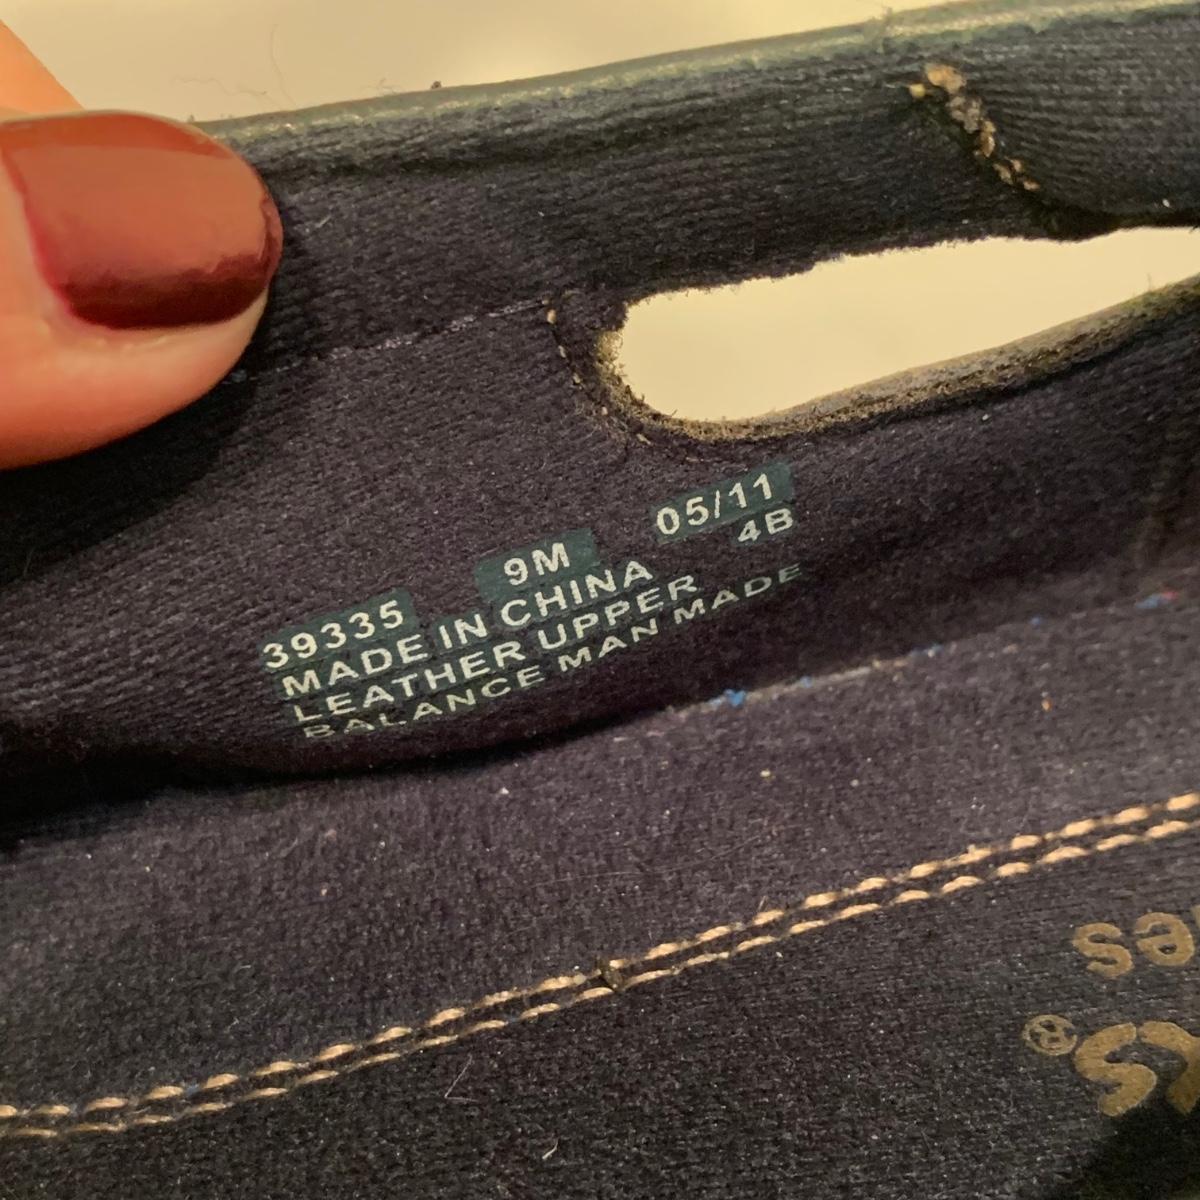 39335 9M 05/11
MADE IN CHINA 4B
LEATHER UPPER
BALANCE MAN MADE